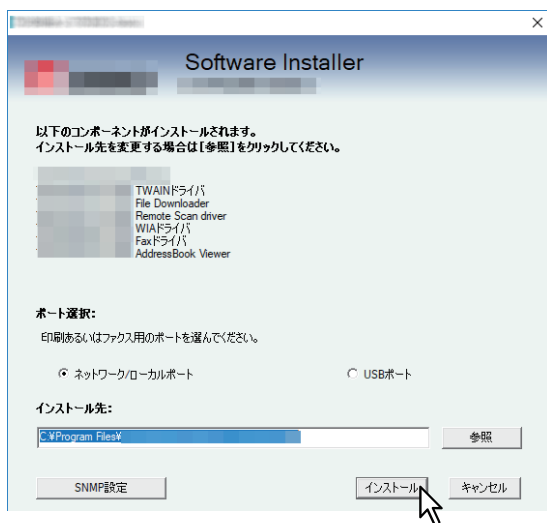 Software Installer
以下のコンポーネントがインストールされます。
インストール先を変更する場合は[参照]をクリックしてください。
TWAINドライバ
File Downloader
Remote Scan driver
WIAドライバ
Faxドライバ
AddressBook Viewer
ポート選択:
印刷あるいはファクス用のポートを選んでください。
ネットワーク/ローカルポート USBポート
インストール先:
C:¥Program Files¥ 参照
SNMP設定 インストール キャンセル